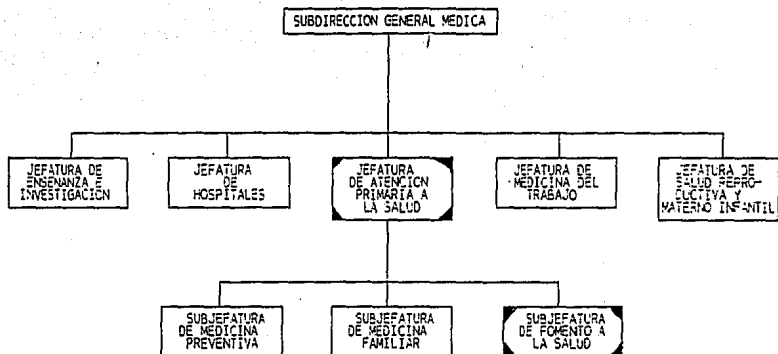 SUBDIRECCION GENERAL MEDICA
JEFATURA DE
ENSENANZA E
INVESTIGACION
JEFATURA
DE
HOSPITALES
JEFATURA
DE ATENCION
PRIMARIA A
LA SALUD
JEFATURA DE
MEDICINA DEL
TRABAJO
JEFATURA DE
SALUD REPRO-
DUCTIVA Y
MATERNO INFANTIL
SUBJEFATURA
DE MEDICINA
PREVENTIVA
SUBJEFATURA
DE MEDICINA
FAMILIAR
SUBJEFATURA
DE FOMENTO A
LA SALUD